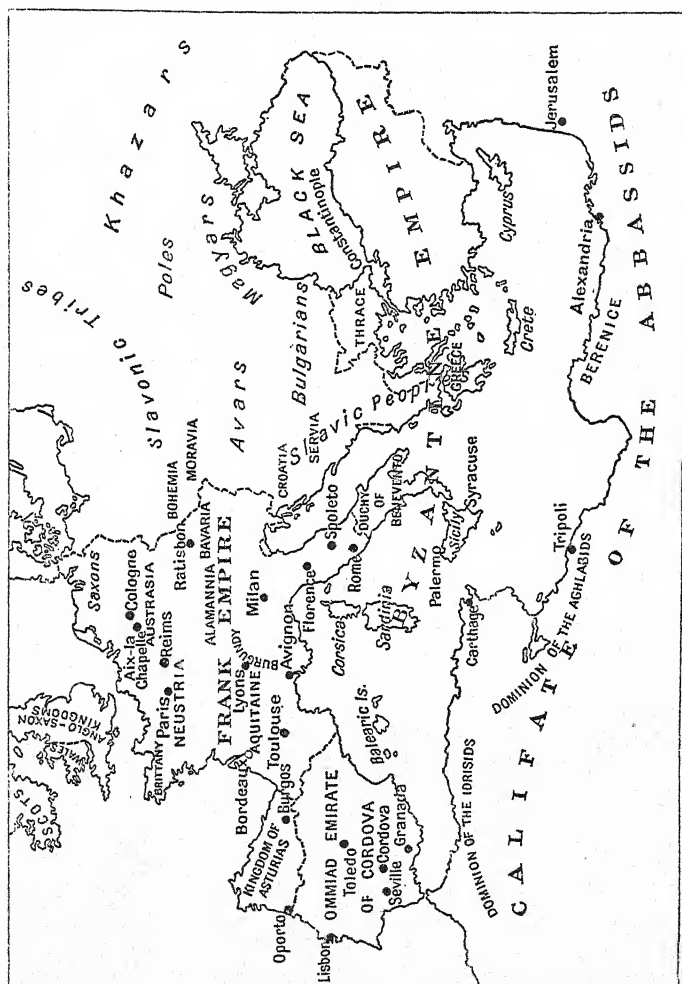 SCOTS
WALES
ANGLO-SAXON
KINGDOMS
Saxons
Slavonic Tribes
Khazars
Poles
Magyars
Avars
Bulgarians
Slavic Peopl
BRITTANY
Paris
NEUSTRIA
Reims
Aix-la
Chapelle
Cologne
AUSTRASIA
Ratisbon
BOHEMIA
MORAVIA
ALAMANNIA
BAVARIA
FRANK EMPIRE
Lyons
BURGUNDY
AQUITAINE
Bordeaux
Toulouse
Avignon
Milan
Florence
Spoleto
Rome
DUCHY
OF
BENEVENTO
CROATIA
SERVIA
THRACE
Constantinople
BLACK SEA
GREECE
BYZANTINE EMPIRE
KINGDOM OF
ASTURIAS
Burgos
Oporto
Lisbon
OMMIAD EMIRATE
OF CORDOVA
Toledo
Cordova
Seville
Granada
Balearic Is.
Corsica
Sardinia
Palermo
Sicily
Syracuse
Crete
Cyprus
Jerusalem
Alexandria
BERENICE
Tripoli
Carthage
DOMINION OF THE IDRISIDS
DOMINION OF THE AGHLABIDS
CALIFATE OF THE ABBASSIDS